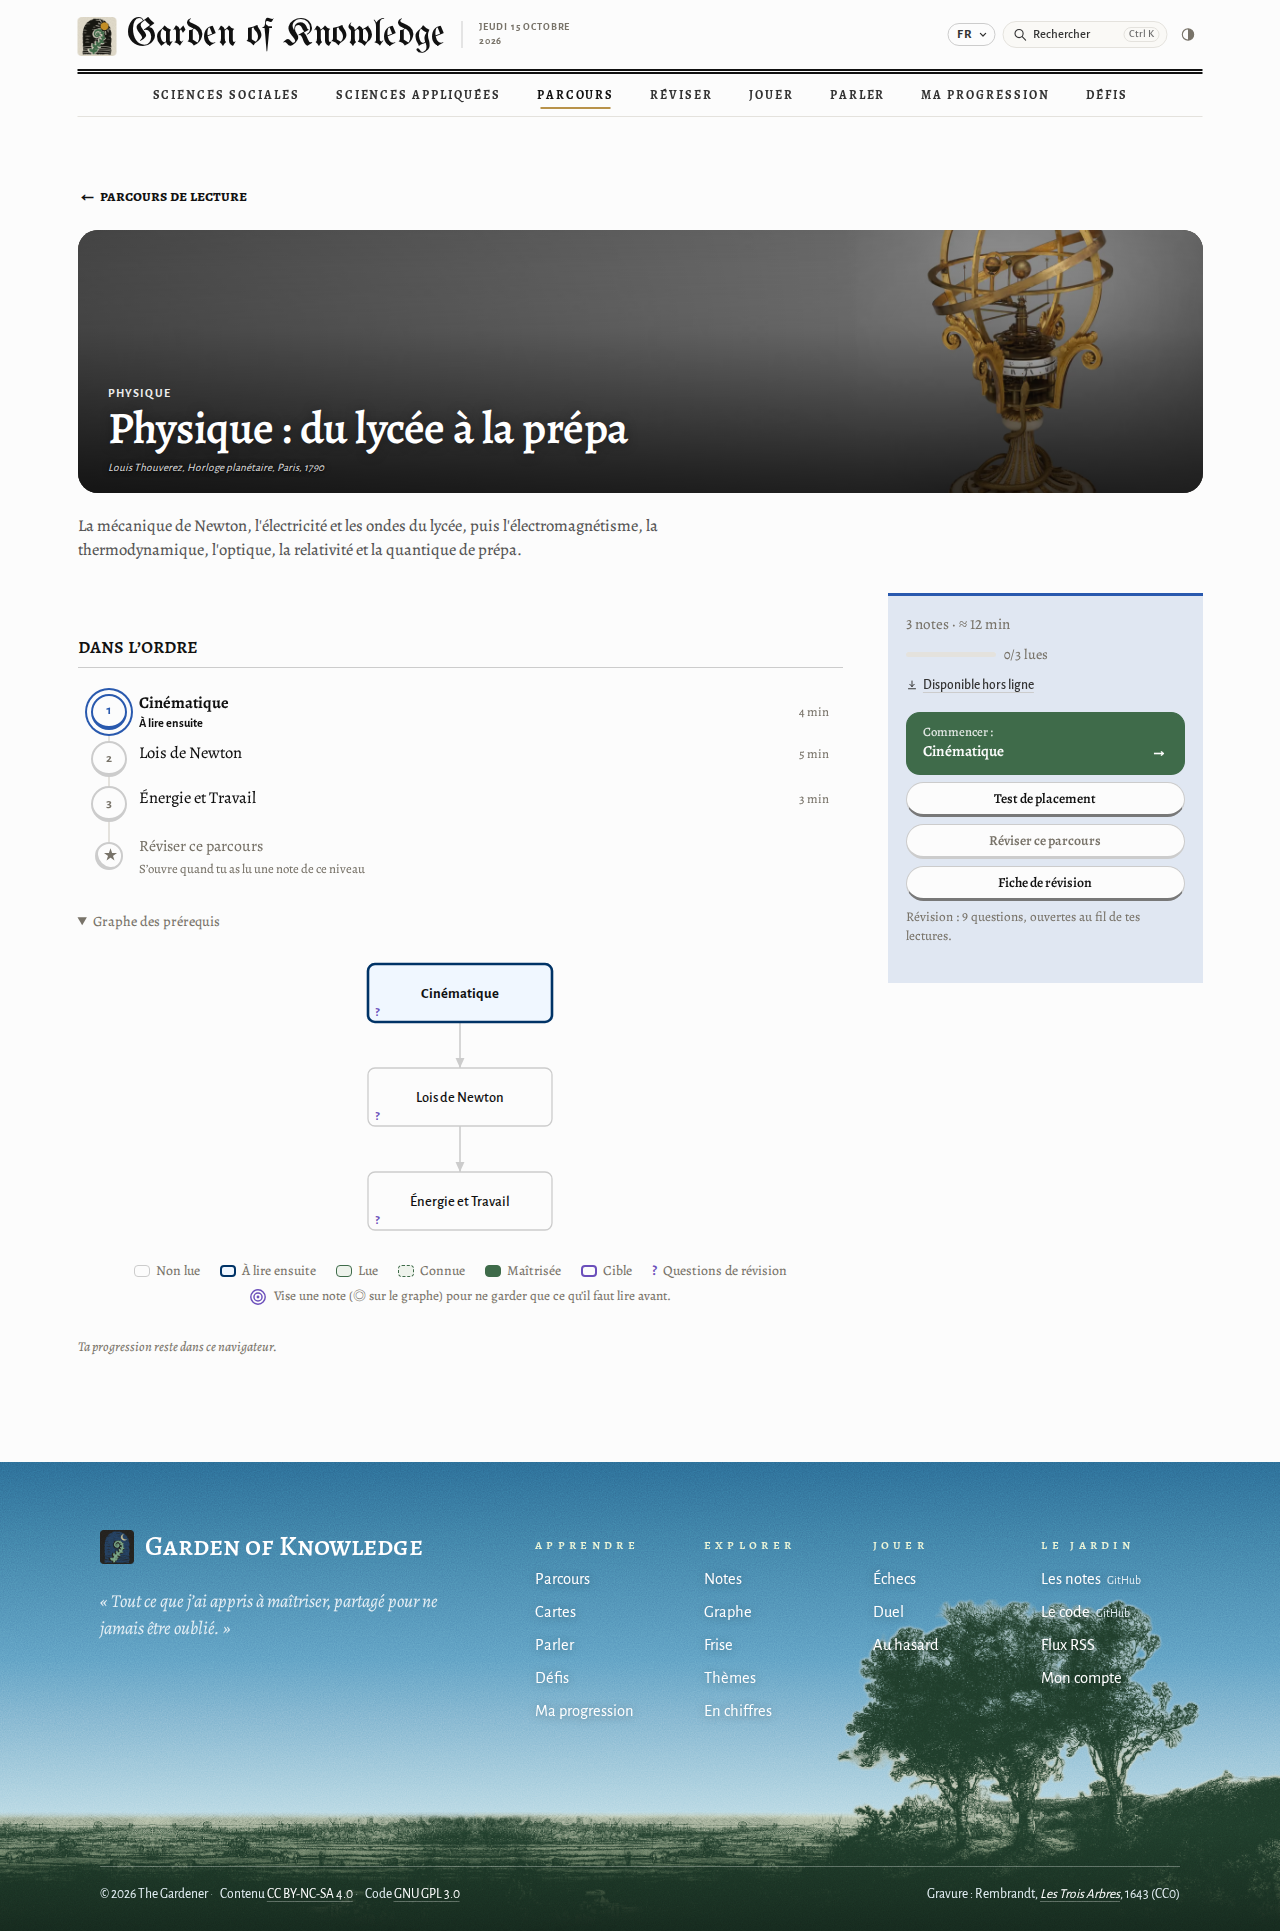 Garden of Knowledge
JEUDI 15 OCTOBRE
2026
FR
Rechercher
Ctrl K
SCIENCES SOCIALES
SCIENCES APPLIQUÉES
PARCOURS
RÉVISER
JOUER
PARLER
MA PROGRESSION
DÉFIS
← PARCOURS DE LECTURE
PHYSIQUE
Physique : du lycée à la prépa
Louis Thouverez, Horloge planétaire, Paris, 1790
La mécanique de Newton, l'électricité et les ondes du lycée, puis l'électromagnétisme, la
thermodynamique, l'optique, la relativité et la quantique de prépa.
DANS L’ORDRE
1
Cinématique
À lire ensuite
4 min
2
Lois de Newton
5 min
3
Énergie et Travail
3 min
★
Réviser ce parcours
S’ouvre quand tu as lu une note de ce niveau
3 notes · ≈ 12 min
0/3 lues
Disponible hors ligne
Commencer :
Cinématique →
Test de placement
Réviser ce parcours
Fiche de révision
Révision : 9 questions, ouvertes au fil de tes
lectures.
▼ Graphe des prérequis
Cinématique
?
Lois de Newton
?
Énergie et Travail
?
Non lue
À lire ensuite
Lue
Connue
Maîtrisée
Cible
? Questions de révision
Vise une note (◎ sur le graphe) pour ne garder que ce qu’il faut lire avant.
Ta progression reste dans ce navigateur.
GARDEN OF KNOWLEDGE
« Tout ce que j’ai appris à maîtriser, partagé pour ne
jamais être oublié. »
APPRENDRE
Parcours
Cartes
Parler
Défis
Ma progression
EXPLORER
Notes
Graphe
Frise
Thèmes
En chiffres
JOUER
Échecs
Duel
Au hasard
LE JARDIN
Les notes GitHub
Le code GitHub
Flux RSS
Mon compte
© 2026 The Gardener · Contenu CC BY-NC-SA 4.0 · Code GNU GPL 3.0
Gravure : Rembrandt, Les Trois Arbres, 1643 (CC0)